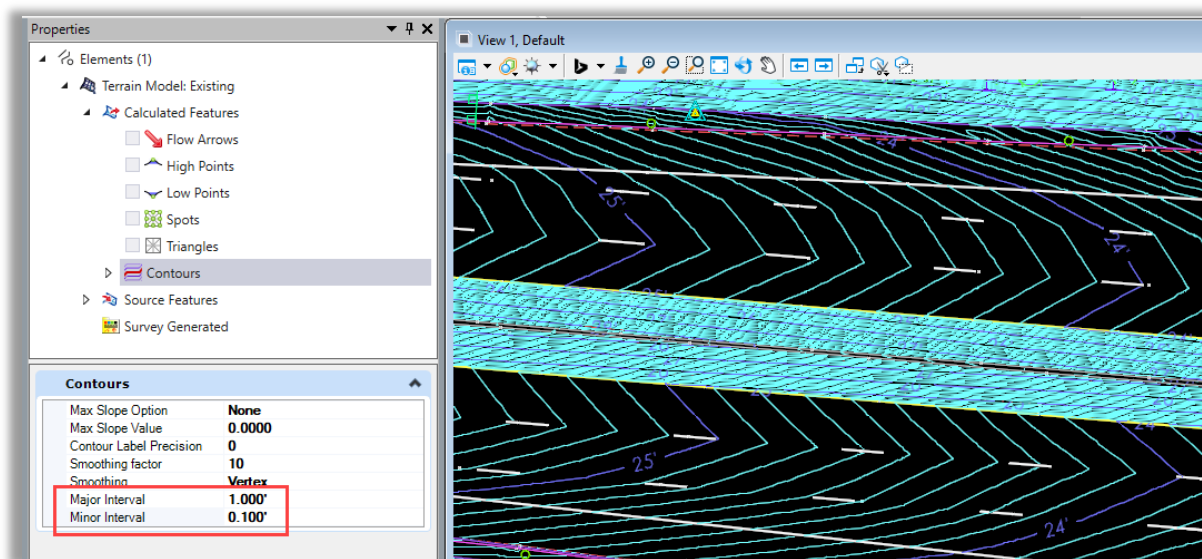 Properties
Elements (1)
Terrain Model: Existing
Calculated Features
Flow Arrows
High Points
Low Points
Spots
Triangles
Contours
Source Features
Survey Generated
Contours
Max Slope Option None
Max Slope Value 0.0000
Contour Label Precision 0
Smoothing factor 10
Smoothing Vertex
Major Interval 1.000'
Minor Interval 0.100'
View 1, Default
24'
25'
24'
25'
24'